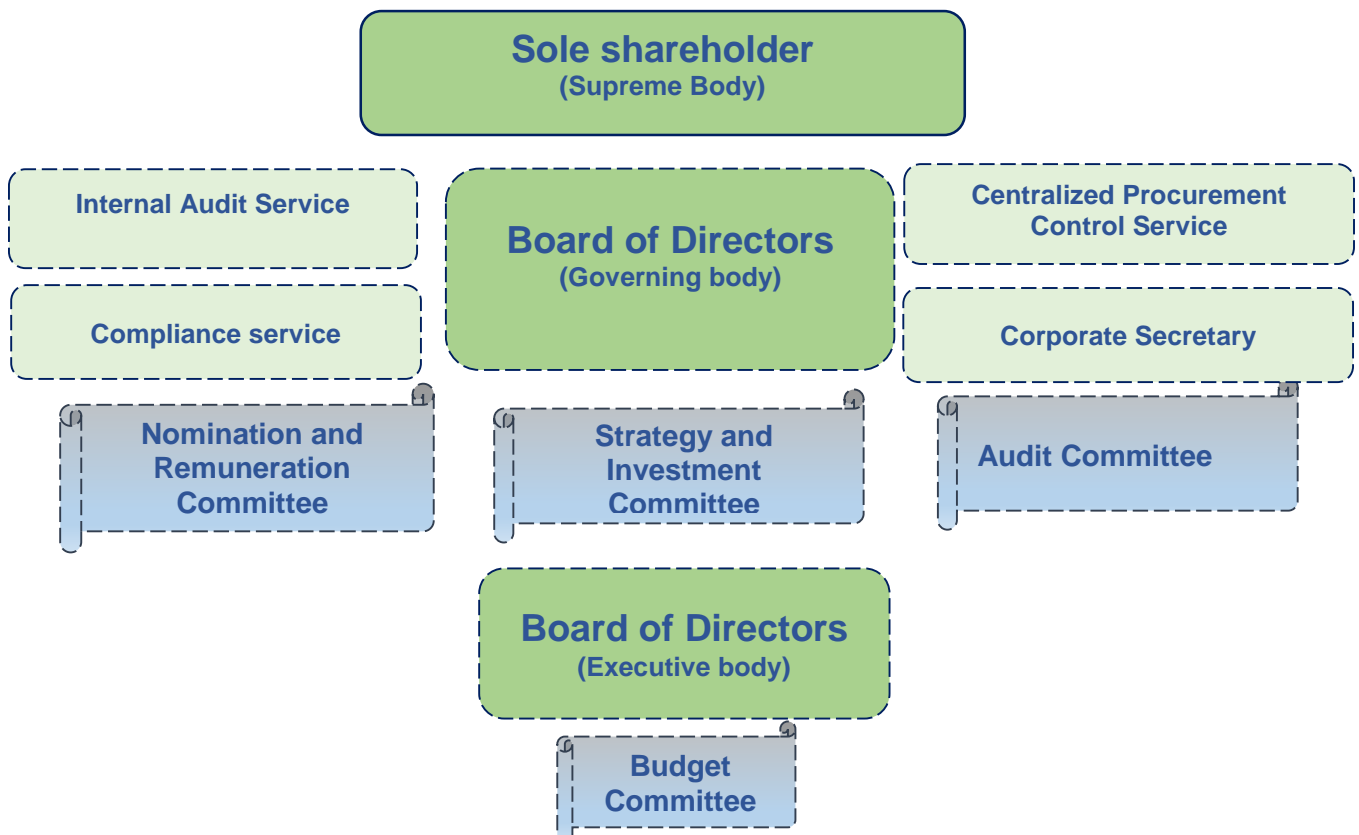 Sole shareholder
(Supreme Body)
Internal Audit Service
Board of Directors
(Governing body)
Centralized Procurement
Control Service
Compliance service
Corporate Secretary
Nomination and
Remuneration
Committee
Strategy and
Investment
Committee
Audit Committee
Board of Directors
(Executive body)
Budget
Committee